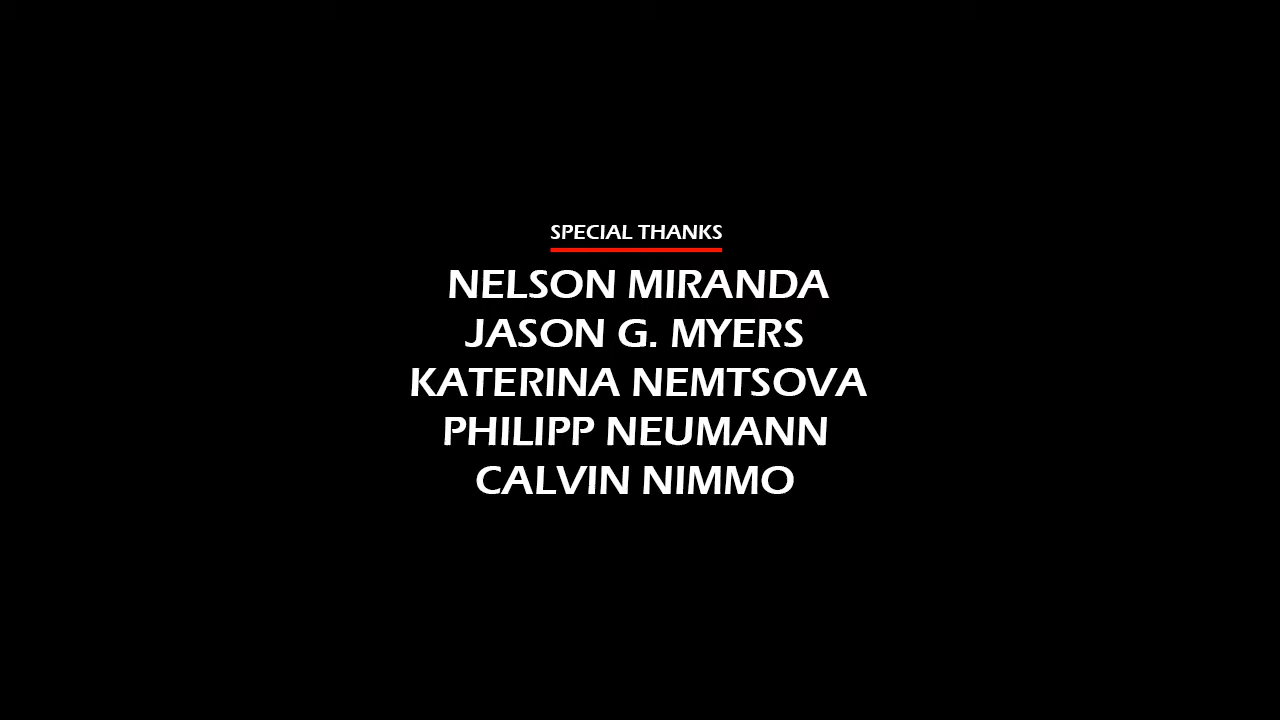 SPECIAL THANKS
NELSON MIRANDA
JASON G. MYERS
KATERINA NEMTSOVA
PHILIPP NEUMANN
CALVIN NIMMO